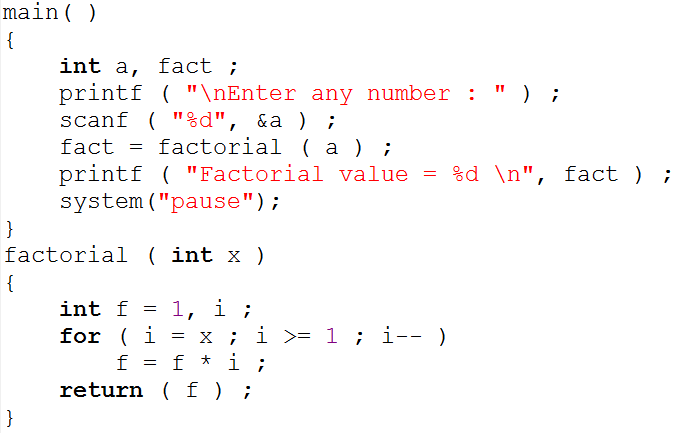 main( )
{
    int a, fact ;
    printf ( "\nEnter any number : " ) ;
    scanf ( "%d", &a ) ;
    fact = factorial ( a ) ;
    printf ( "Factorial value = %d \n", fact ) ;
    system("pause");
}
factorial ( int x )
{
    int f = 1, i ;
    for ( i = x ; i >= 1 ; i-- )
        f = f * i ;
    return ( f ) ;
}